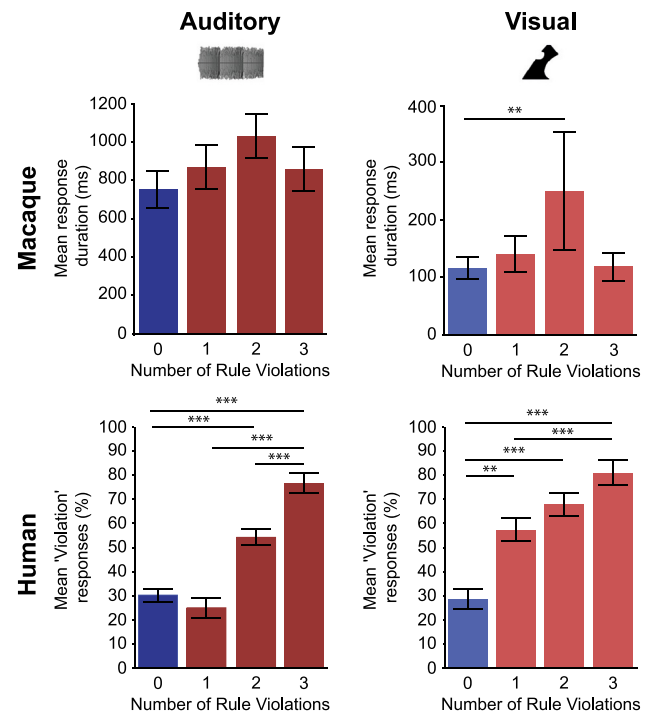 Auditory
Visual
Macaque
Mean response
duration (ms)
1200
1000
800
600
400
200
0
0 1 2 3
Number of Rule Violations
Mean response
duration (ms)
400
300
200
100
0
**
0 1 2 3
Number of Rule Violations
Human
Mean 'Violation'
responses (%)
100
90
80
70
60
50
40
30
20
10
0
***
***
***
***
0 1 2 3
Number of Rule Violations
Mean 'Violation'
responses (%)
100
90
80
70
60
50
40
30
20
10
0
***
***
***
**
0 1 2 3
Number of Rule Violations